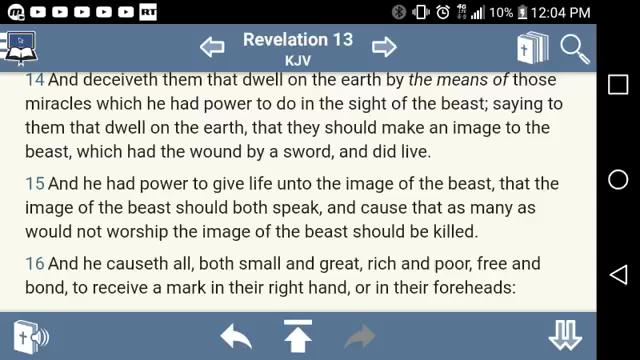 RT
4G
10% 12:04 PM
Revelation 13
KJV
14 And deceiveth them that dwell on the earth by the means of those
miracles which he had power to do in the sight of the beast; saying to
them that dwell on the earth, that they should make an image to the
beast, which had the wound by a sword, and did live.
15 And he had power to give life unto the image of the beast, that the
image of the beast should both speak, and cause that as many as
would not worship the image of the beast should be killed.
16 And he causeth all, both small and great, rich and poor, free and
bond, to receive a mark in their right hand, or in their foreheads: